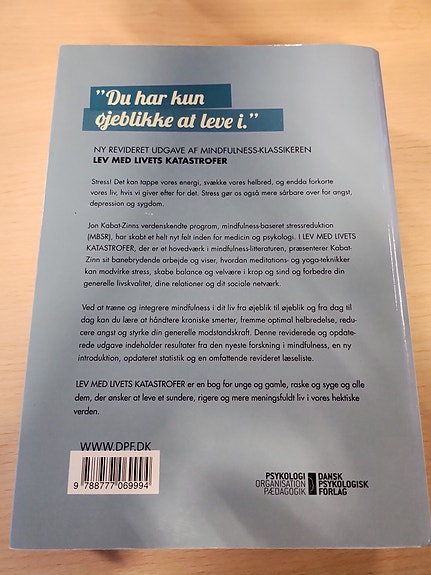 ”Du har kun
øjeblikke at leve i.”
NY REVIDERET UDGAVE AF MINDFULNESS-KLASSIKEREN
LEV MED LIVETS KATASTROFER
Stress! Det kan tappe vores energi, svække vores helbred, og endda forkorte
vores liv, hvis vi giver efter for det. Stress gør os også mere sårbare over for angst,
depression og sygdom.
Jon Kabat-Zinns verdenskendte program, mindfulness-baseret stressreduktion
(MBSR), har skabt et helt nyt felt inden for medicin og psykologi. I LEV MED LIVETS
KATASTROFER, der er et hovedværk i mindfulness-litteraturen, præsenterer Kabat-
Zinn sit banebrydende arbejde og viser, hvordan meditations- og yoga-teknikker
kan modvirke stress, skabe balance og velvære i krop og sind og forbedre din
generelle livskvalitet, dine relationer og dit sociale netværk.
Ved at træne og integrere mindfulness i dit liv fra øjeblik til øjeblik og fra dag til
dag kan du lære at håndtere kroniske smerter, fremme optimal helbredelse, redu-
cere angst og styrke din generelle modstandskraft. Denne reviderede og opdate-
rede udgave indeholder resultater fra den nyeste forskning i mindfulness, en ny
introduktion, opdateret statistik og en omfattende revideret læseliste.
LEV MED LIVETS KATASTROFER er en bog for unge og gamle, raske og syge og alle
dem, der ønsker at leve et sundere, rigere og mere meningsfuldt liv i vores hektiske
verden.
WWW.DPF.DK
9 788777 069994
PSYKOLOGI
ORGANISATION
PÆDAGOGIK
DANSK
PSYKOLOGISK
FORLAG